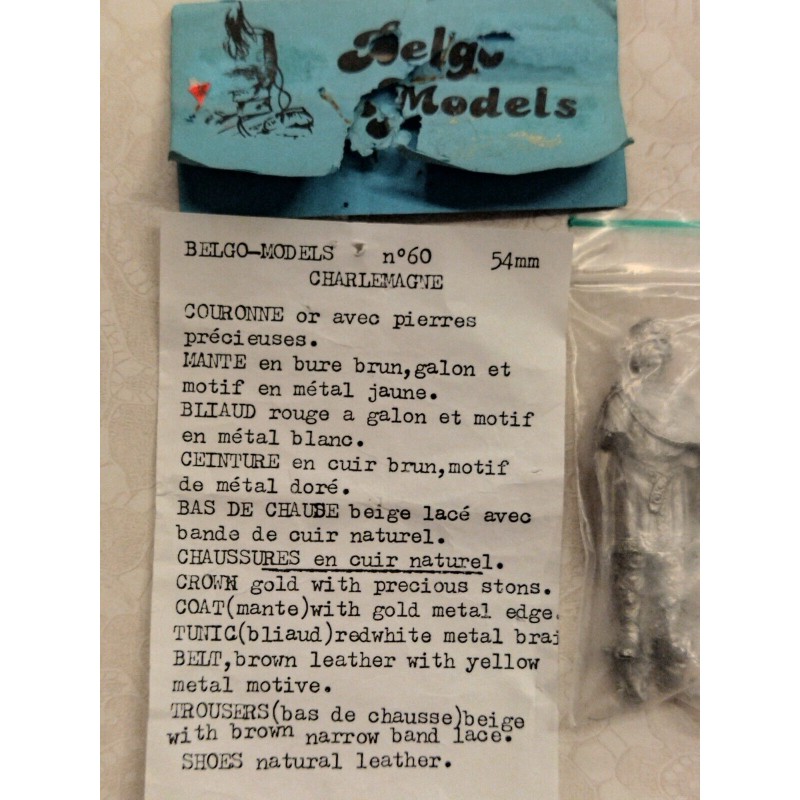 Belgo
Models
BELGO-MODELS n°60 54mm
CHARLEMAGNE
COURONNE or avec pierres
précieuses.
MANTE en bure brun,galon et
motif en métal jaune.
BLIAUD rouge a galon et motif
en métal blanc.
CEINTURE en cuir brun,motif
de métal doré.
BAS DE CHAUSE beige lacé avec
bande de cuir naturel.
CHAUSSURES en cuir naturel.
CROWN gold with precious stons.
COAT(mante)with gold metal edge.
TUNIC(bliaud)redwhite metal brai
BELT,brown leather with yellow
metal motive.
TROUSERS(bas de chausse)beige
with brown narrow band lace.
SHOES natural leather.